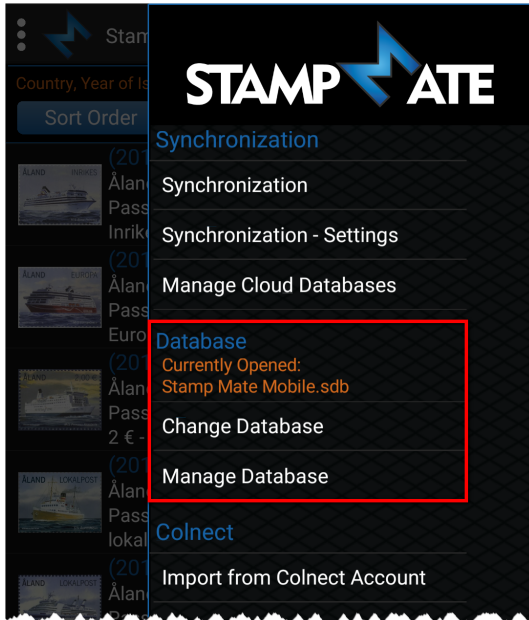 Stam
Country, Year of Is
Sort Order
(201
Ålan
Pass
Inrik
(201
Ålan
Pass
Euro
(201
Ålan
Pass
2 € -
(201
Ålan
Pass
lokal
(201
Ålan
ÅLAND INRIKES
ÅLAND EUROPA
ÅLAND 2,00 €
ÅLAND LOKALPOST
ÅLAND LOKALPOST
STAMP ATE
Synchronization
Synchronization
Synchronization - Settings
Manage Cloud Databases
Database
Currently Opened:
Stamp Mate Mobile.sdb
Change Database
Manage Database
Colnect
Import from Colnect Account